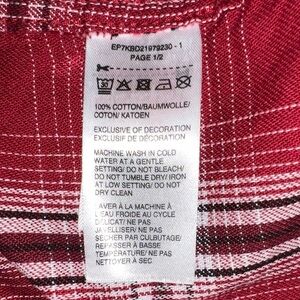 EP7KBD21979230 - 1
PAGE 1/2
30
100% COTTON/BAUMWOLLE/
COTON/ KATOEN
EXCLUSIVE OF DECORATION
EXCLUSIF DE DÉCORATION
MACHINE WASH IN COLD
WATER AT A GENTLE
SETTING/ DO NOT BLEACH/
DO NOT TUMBLE DRY/ IRON
AT LOW SETTING/ DO NOT
DRY CLEAN
LAVER À LA MACHINE À
L'EAU FROIDE AU CYCLE
DÉLICAT/ NE PAS
JAVELLISER/ NE PAS
SÉCHER PAR CULBUTAGE/
REPASSER À BASSE
TEMPÉRATURE/ NE PAS
NETTOYER À SEC